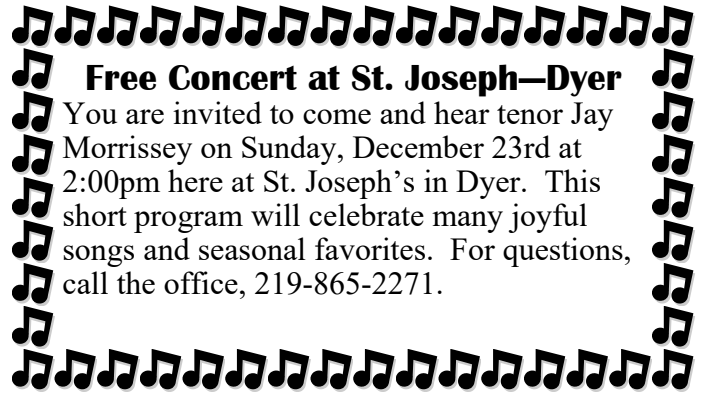 Free Concert at St. Joseph—Dyer
You are invited to come and hear tenor Jay
Morrissey on Sunday, December 23rd at
2:00pm here at St. Joseph’s in Dyer.  This
short program will celebrate many joyful
songs and seasonal favorites.  For questions,
call the office, 219-865-2271.